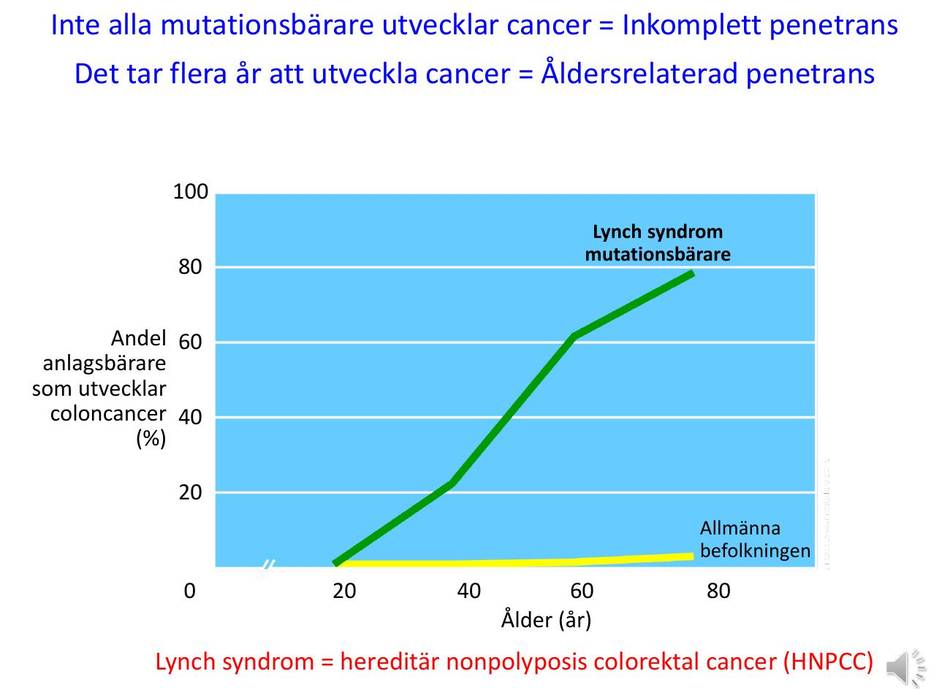 Inte alla mutationsbärare utvecklar cancer = Inkomplett penetrans
Det tar flera år att utveckla cancer = Åldersrelaterad penetrans
100
80
60
40
20
Andel
anlagsbärare
som utvecklar
coloncancer
(%)
Lynch syndrom
mutationsbärare
Allmänna
befolkningen
0 20 40 60 80
Ålder (år)
Lynch syndrom = hereditär nonpolyposis colorektal cancer (HNPCC)